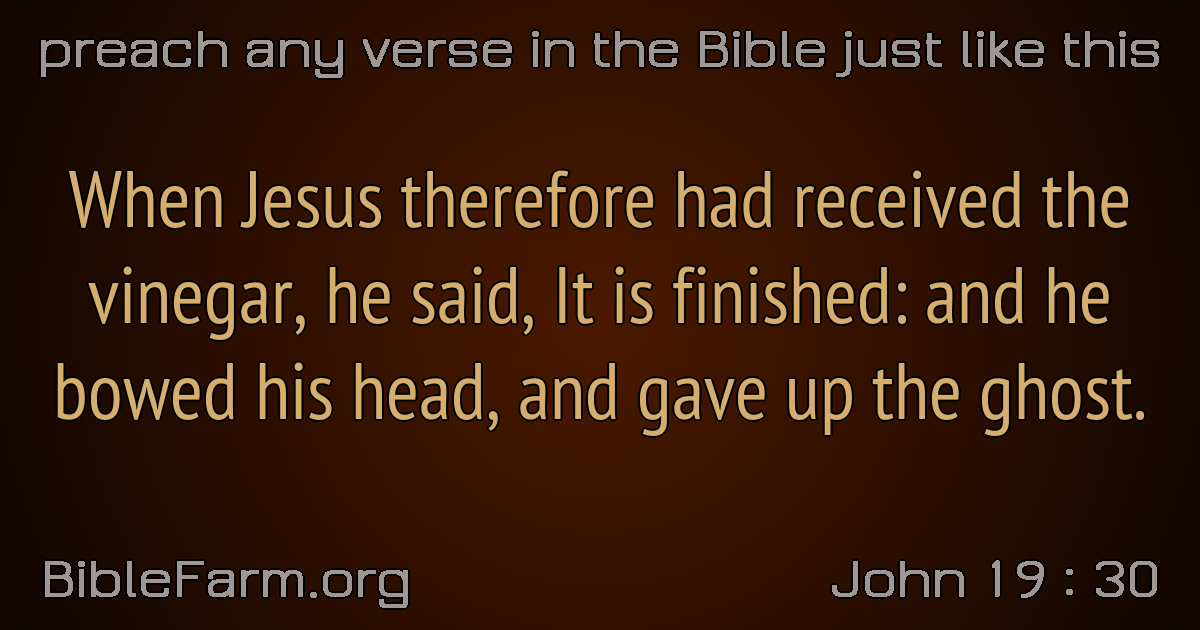 preach any verse in the Bible just like this
When Jesus therefore had received the
vinegar, he said, It is finished: and he
bowed his head, and gave up the ghost.
BibleFarm.org
John 19 : 30